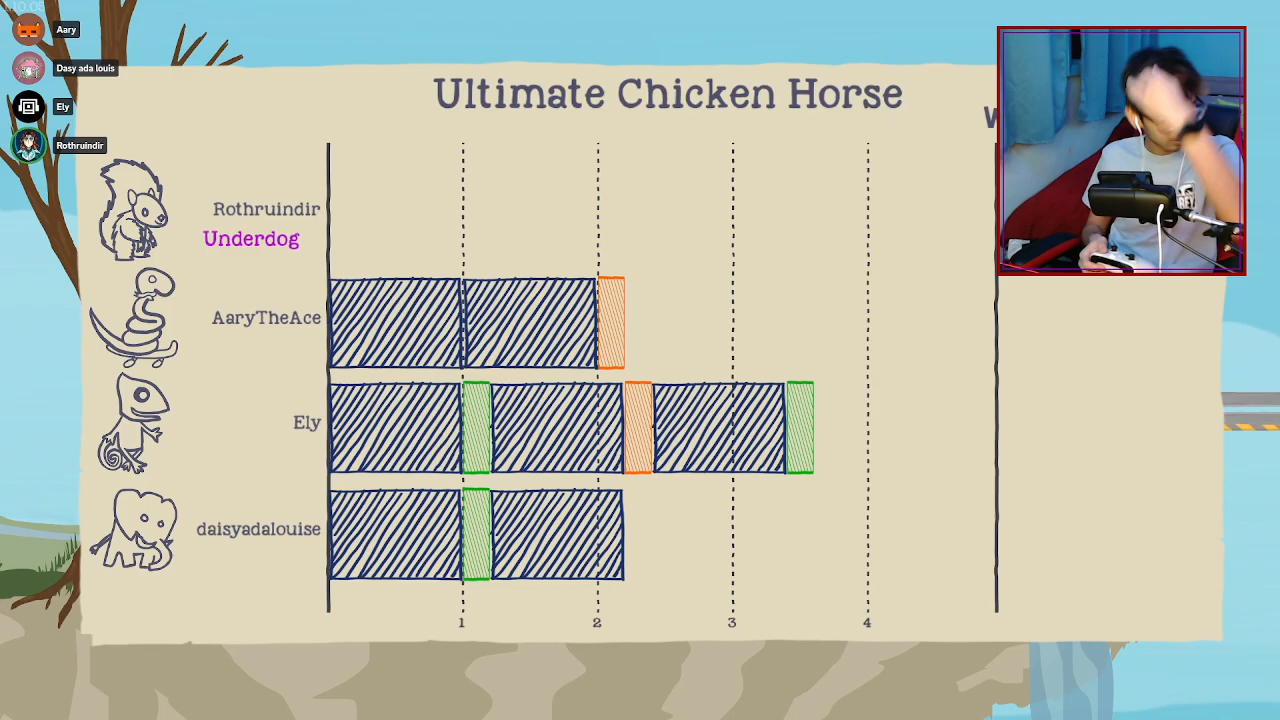 Aary
Dasy ada louis
Ely
Rothruindir
Ultimate Chicken Horse
W
Rothruindir
Underdog
AaryTheAce
Ely
daisyadalouise
1 2 3 4